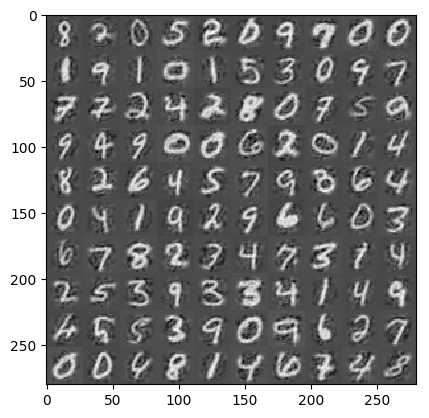 0
8 2 0 5 2 0 9 7 0 0
1 9 1 0 1 5 3 0 9 7
50
7 7 2 4 2 8 0 7 5 9
9 4 9 0 0 6 2 0 1 4
100
8 2 6 4 5 7 9 8 6 4
150
0 4 1 9 2 9 6 6 0 3
6 7 8 2 7 4 7 3 1 4
200
2 5 3 9 3 3 4 1 4 9
4 5 5 3 9 0 9 6 2 7
250
0 0 4 8 1 4 6 7 4 8
0 50 100 150 200 250